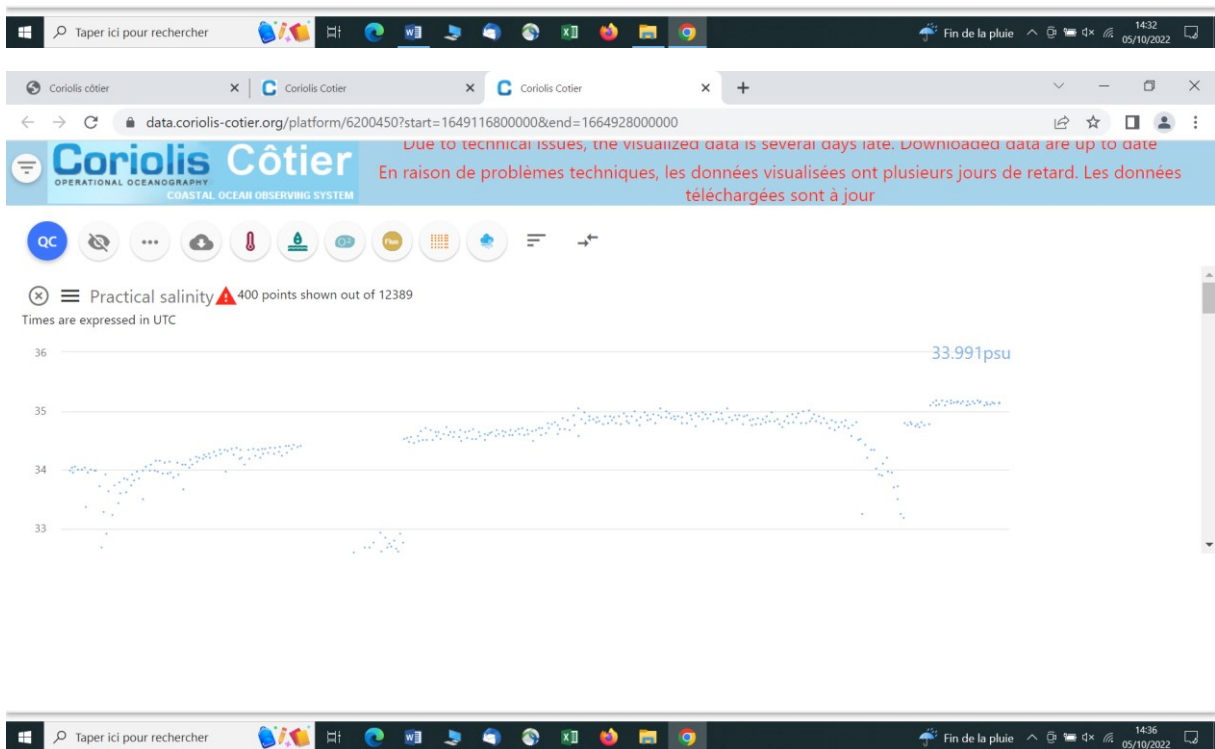 Taper ici pour rechercher
Fin de la pluie
14:32
05/10/2022
Coriolis côtier
Coriolis Cotier
Coriolis Cotier
data.coriolis-cotier.org/platform/6200450?start=1649116800000&end=1664928000000
Coriolis Côtier
OPERATIONAL OCEANOGRAPHY
COASTAL OCEAN OBSERVING SYSTEM
Due to technical issues, the visualized data is several days late. Downloaded data are up to date
En raison de problèmes techniques, les données visualisées ont plusieurs jours de retard. Les données
téléchargées sont à jour
QC
Fluo
Practical salinity 400 points shown out of 12389
Times are expressed in UTC
36
33.991psu
35
34
33
Taper ici pour rechercher
Fin de la pluie
14:36
05/10/2022